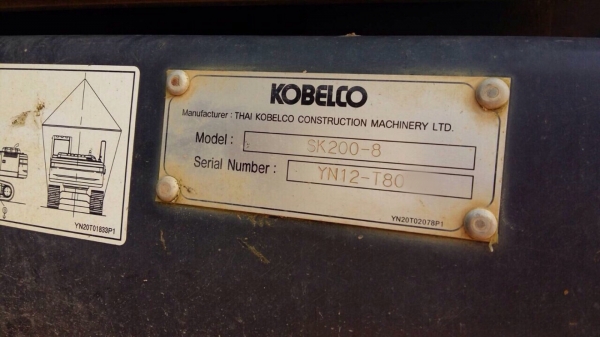 KOBELCO
Manufacturer : THAI KOBELCO CONSTRUCTION MACHINERY LTD.
Model : SK200-8
Serial Number : YN12-T80
YN20T02078P1
YN20T01833P1